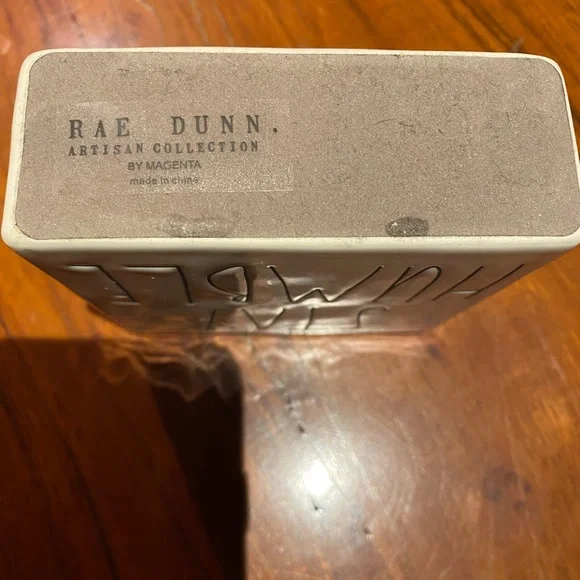 RAE DUNN.
ARTISAN COLLECTION
BY MAGENTA
made in china
HUMBLE